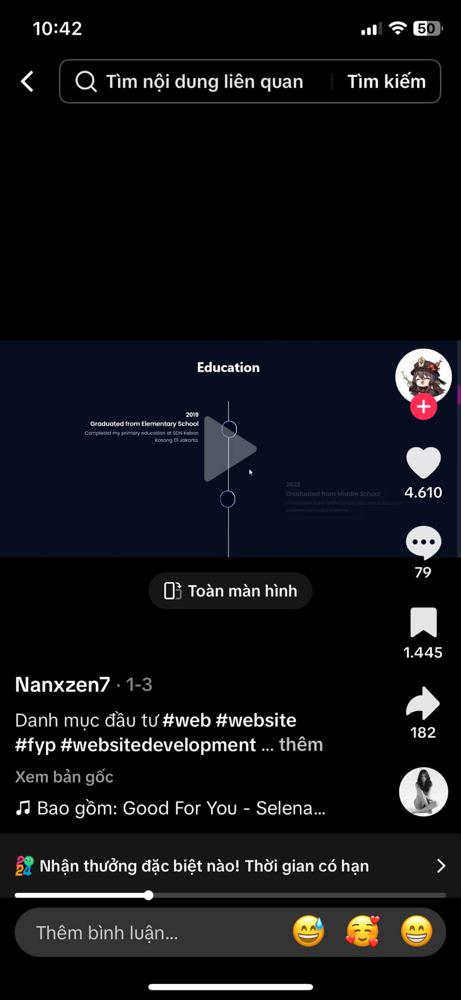 10:42
50
Tìm nội dung liên quan
Tìm kiếm
Education
2019
Graduated from Elementary School
Completed my primary education at SDN Kebon
Kosong 01 Jakarta.
2023
Graduated from Middle School
Graduated from SMPN 59 Jakarta with a focus on
Mathematics and Science.
4.610
79
Toàn màn hình
1.445
182
Nanxzen7 · 1-3
Danh mục đầu tư #web #website
#fyp #websitedevelopment ... thêm
Xem bản gốc
Bao gồm: Good For You - Selena...
Nhận thưởng đặc biệt nào! Thời gian có hạn
Thêm bình luận...